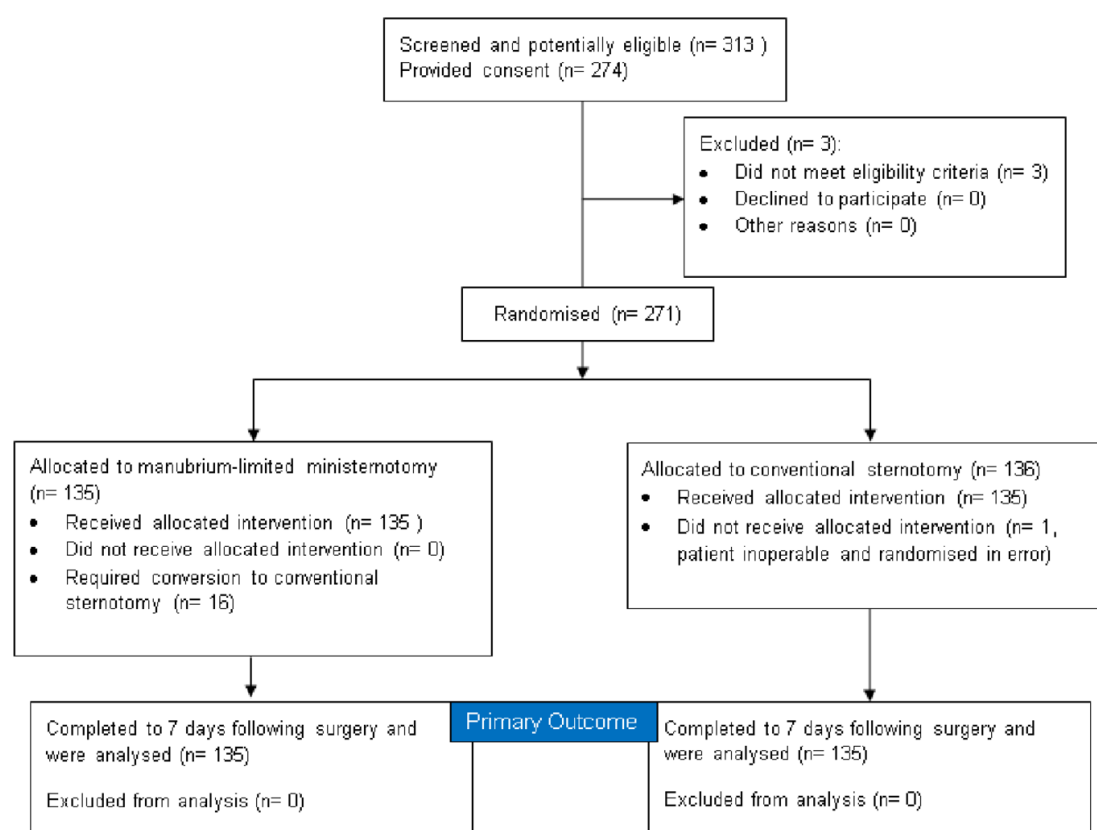 Screened and potentially eligible (n= 313 )
Provided consent (n= 274)
Excluded (n= 3):
• Did not meet eligibility criteria (n= 3)
• Declined to participate (n= 0)
• Other reasons (n= 0)
Randomised (n= 271)
Allocated to manubrium-limited ministernotomy
(n= 135)
• Received allocated intervention (n= 135 )
• Did not receive allocated intervention (n= 0)
• Required conversion to conventional
sternotomy (n= 16)
Allocated to conventional sternotomy (n= 136)
• Received allocated intervention (n= 135)
• Did not receive allocated intervention (n= 1,
patient inoperable and randomised in error)
Primary Outcome
Completed to 7 days following surgery and
were analysed (n= 135)
Excluded from analysis (n= 0)
Completed to 7 days following surgery and
were analysed (n= 135)
Excluded from analysis (n= 0)